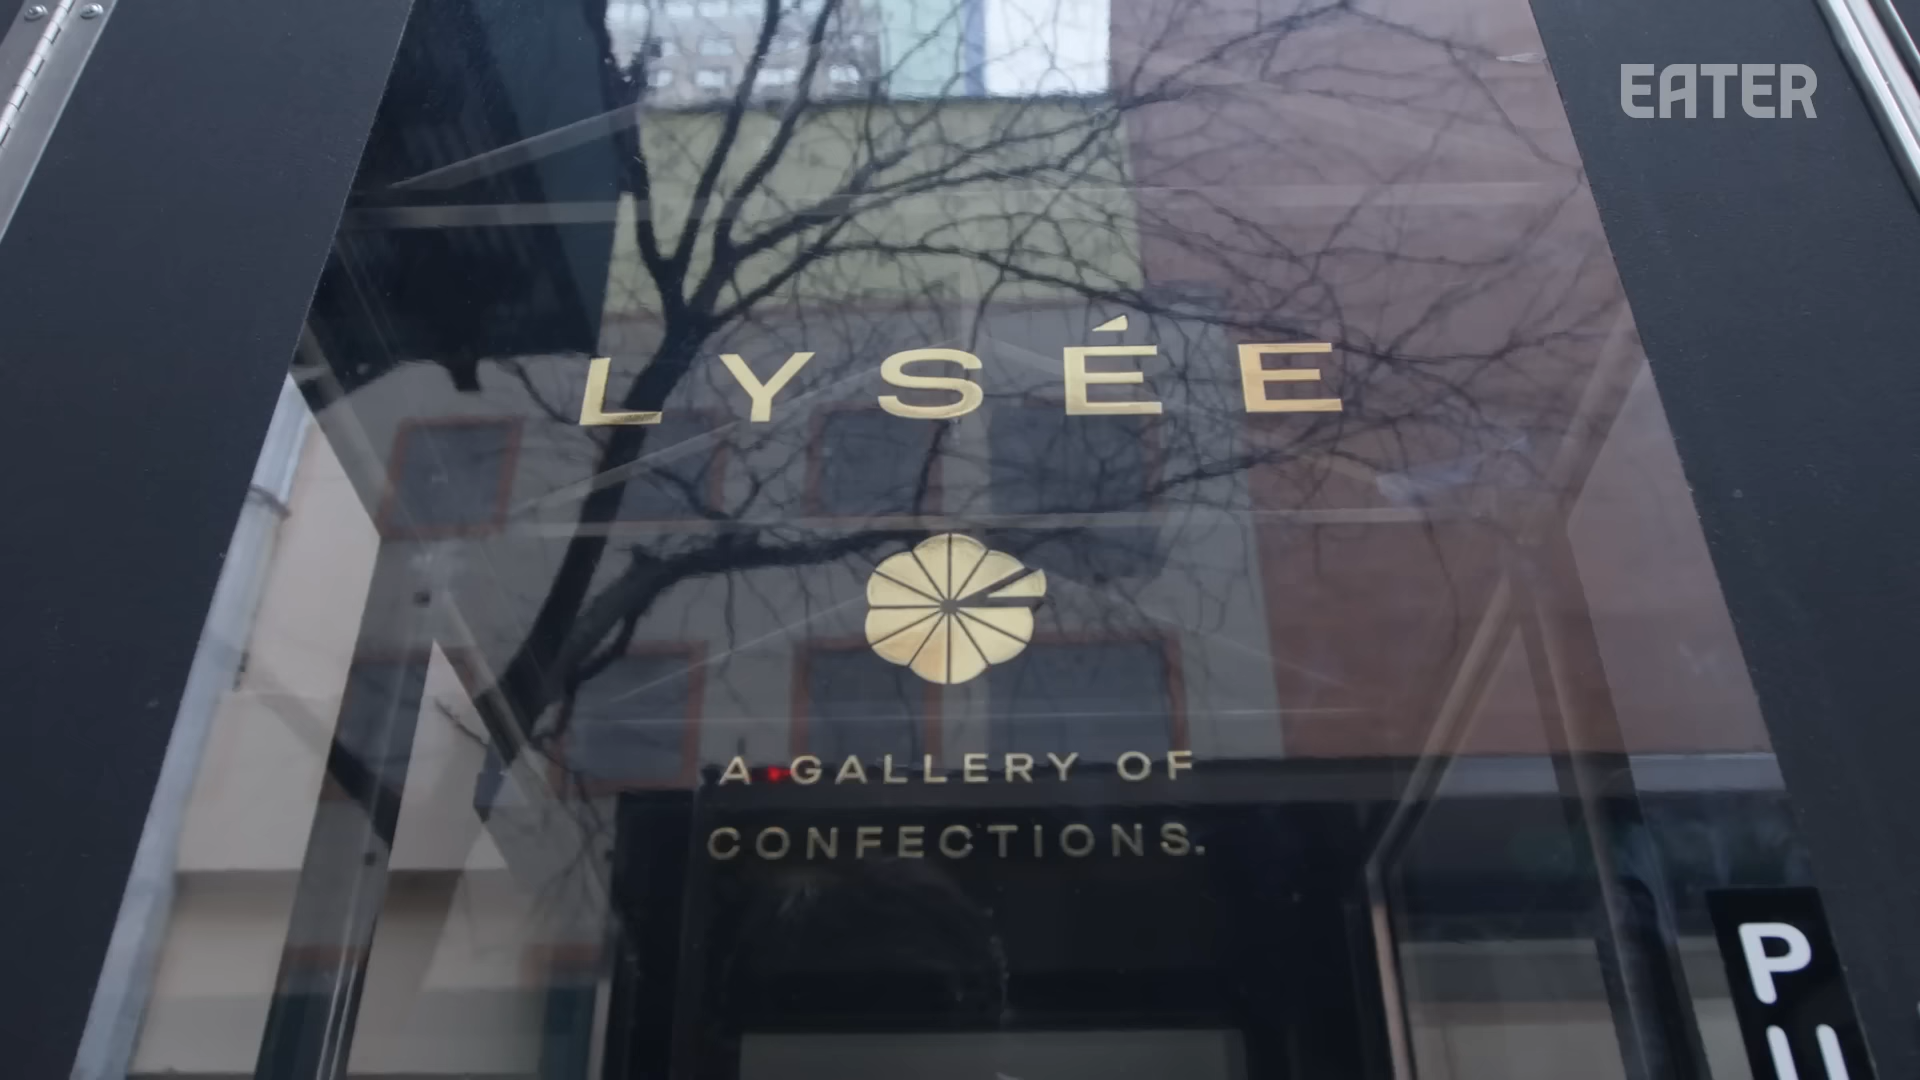 EATER
LYSÉE
A GALLERY OF
CONFECTIONS.
P